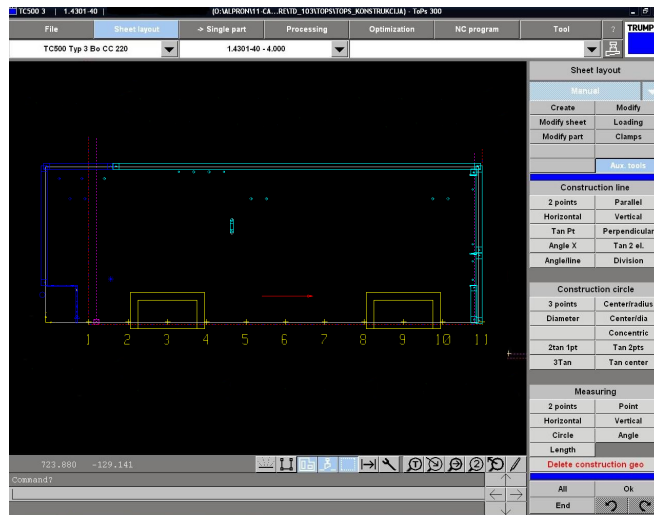 TC500 3 | 1.4301-40 | (O:\ALPRON\11-CA...RE\TD_103\TOPS\TOPS_KONSTRUKCIJA) - ToPs 300
File Sheet layout -> Single part Processing Optimization NC program Tool ? TRUMP
TC500 Typ 3 Bo CC 220 1.4301-40 - 4.000
Sheet layout
Manual
Create Modify
Modify sheet Loading
Modify part Clamps
Aux. tools
Construction line
2 points Parallel
Horizontal Vertical
Tan Pt Perpendicular
Angle X Tan 2 el.
Angle/line Division
Construction circle
3 points Center/radius
Diameter Center/dia
Concentric
2tan 1pt Tan 2pts
3Tan Tan center
Measuring
2 points Point
Horizontal Vertical
Circle Angle
Length
Delete construction geo
All Ok
End
1 2 3 4 5 6 7 8 9 10 11
723.880 -129.141
Command?